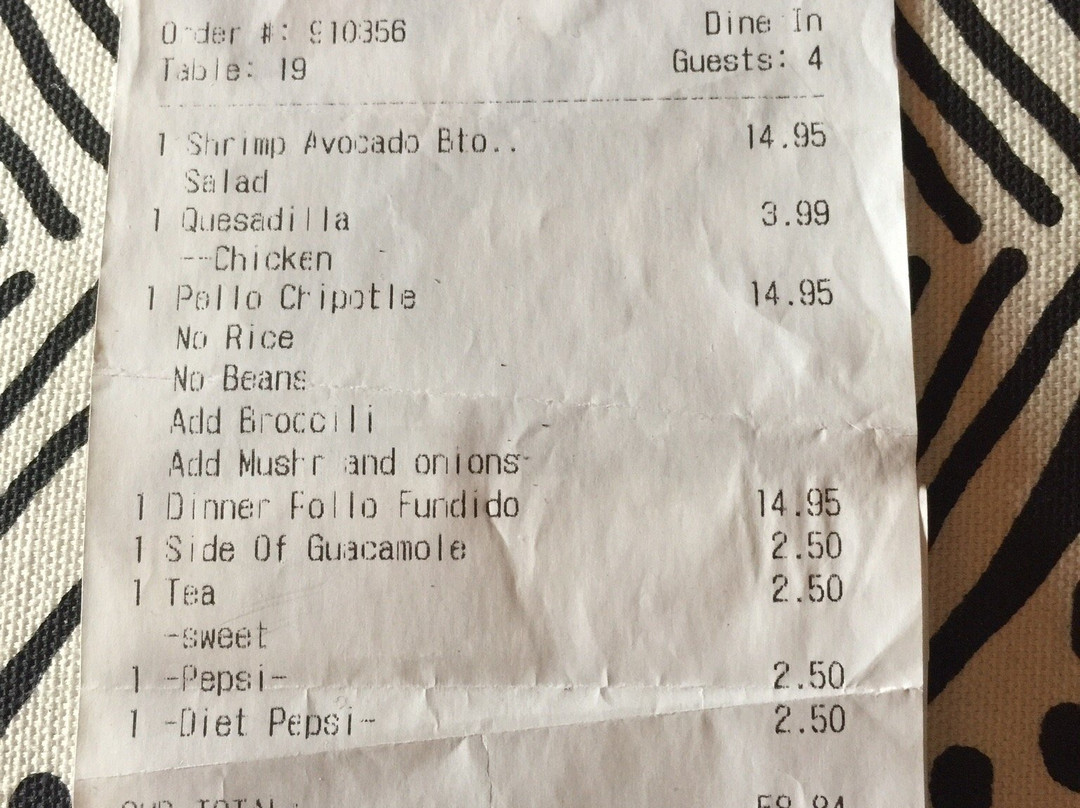 Order #: 910356 Dine In
Table: 19 Guests: 4
1 Shrimp Avocado Bto.. 14.95
Salad
1 Quesadilla 3.99
--Chicken
1 Pollo Chipotle 14.95
No Rice
No Beans
Add Broccili
Add Mushr and onions-
1 Dinner Pollo Fundido 14.95
1 Side Of Guacamole 2.50
1 Tea 2.50
-sweet
1 -Pepsi- 2.50
1 -Diet Pepsi- 2.50
TOTAL: 58.84